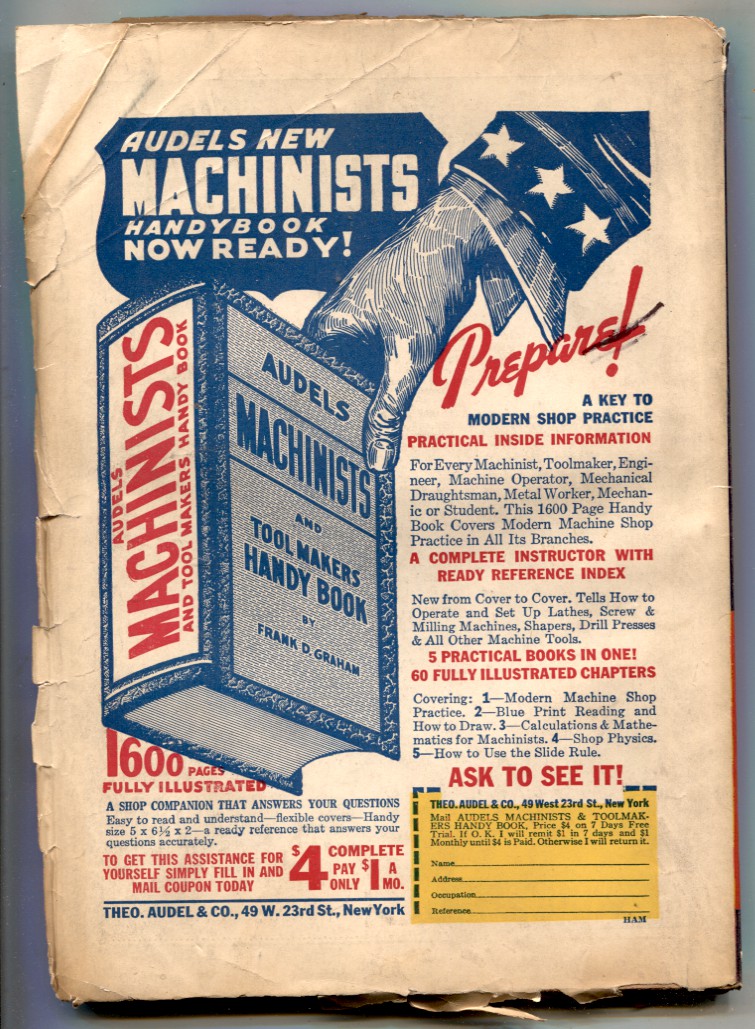 AUDELS NEW
MACHINISTS
HANDYBOOK
NOW READY!
Prepare!
AUDELS
MACHINISTS
AND TOOL MAKERS HANDY BOOK
AUDELS
MACHINISTS
AND
TOOL MAKERS
HANDY BOOK
BY
FRANK D. GRAHAM
A KEY TO
MODERN SHOP PRACTICE
PRACTICAL INSIDE INFORMATION
For Every Machinist, Toolmaker, Engi-
neer, Machine Operator, Mechanical
Draughtsman, Metal Worker, Mechan-
ic or Student. This 1600 Page Handy
Book Covers Modern Machine Shop
Practice in All Its Branches.
A COMPLETE INSTRUCTOR WITH
READY REFERENCE INDEX
New from Cover to Cover. Tells How to
Operate and Set Up Lathes, Screw &
Milling Machines, Shapers, Drill Presses
& All Other Machine Tools.
5 PRACTICAL BOOKS IN ONE!
60 FULLY ILLUSTRATED CHAPTERS
Covering: 1—Modern Machine Shop
Practice. 2—Blue Print Reading and
How to Draw. 3—Calculations & Mathe-
matics for Machinists. 4—Shop Physics.
5—How to Use the Slide Rule.
ASK TO SEE IT!
1600 PAGES
FULLY ILLUSTRATED
A SHOP COMPANION THAT ANSWERS YOUR QUESTIONS
Easy to read and understand—flexible covers—Handy
size 5 x 6½ x 2—a ready reference that answers your
questions accurately.
TO GET THIS ASSISTANCE FOR
YOURSELF SIMPLY FILL IN AND
MAIL COUPON TODAY
$4 COMPLETE
PAY ONLY $1 A MO.
THEO. AUDEL & CO., 49 W. 23rd St., New York
THEO. AUDEL & CO., 49 West 23rd St., New York
Mail AUDELS MACHINISTS & TOOLMAK-
ERS HANDY BOOK, Price $4 on 7 Days Free
Trial. If O. K. I will remit $1 in 7 days and $1
Monthly until $4 is Paid. Otherwise I will return it.
Name
Address
Occupation
Reference
HAM